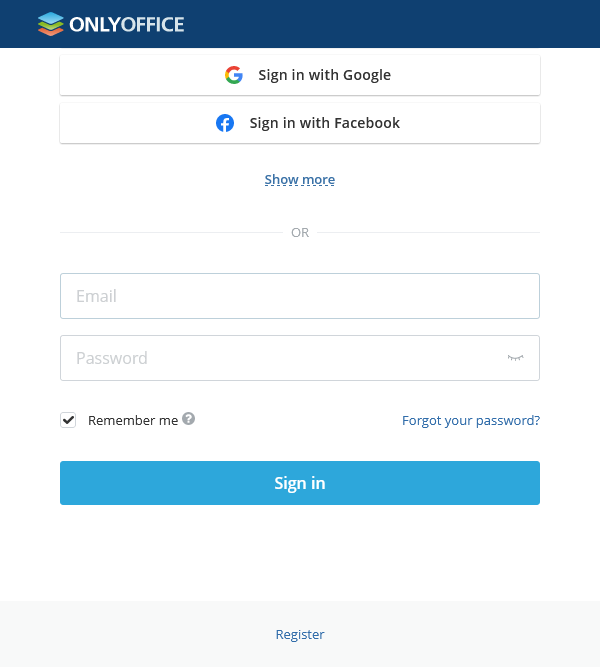 ONLYOFFICE
Sign in with Google
Sign in with Facebook
Show more
OR
Email
Password
Remember me ?
Forgot your password?
Sign in
Register